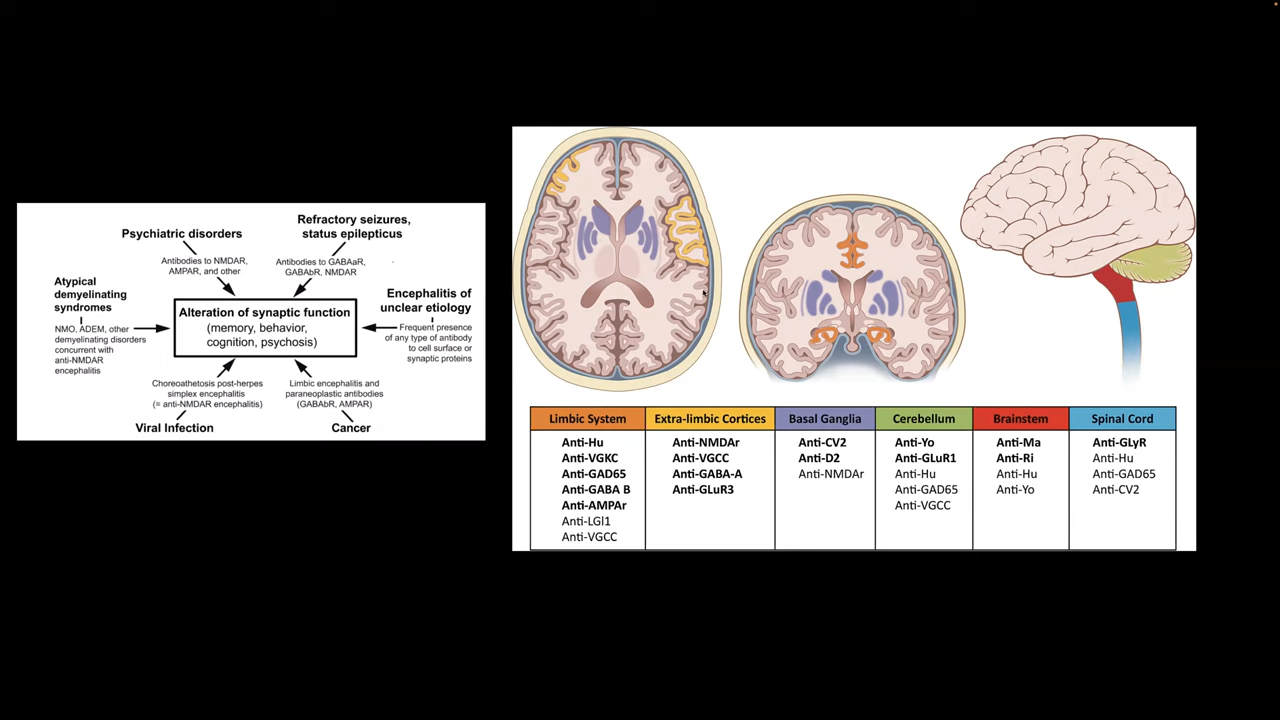 Psychiatric disorders
Refractory seizures,
status epilepticus
Antibodies to NMDAR,
AMPAR, and other
Antibodies to GABAaR,
GABAbR, NMDAR
Atypical
demyelinating
syndromes
NMO, ADEM, other
demyelinating disorders
concurrent with
anti-NMDAR
encephalitis
Alteration of synaptic function
(memory, behavior,
cognition, psychosis)
Encephalitis of
unclear etiology
Frequent presence
of any type of antibody
to cell surface or
synaptic proteins
Choreoathetosis post-herpes
simplex encephalitis
(= anti-NMDAR encephalitis)
Limbic encephalitis and
paraneoplastic antibodies
(GABAbR, AMPAR)
Viral Infection
Cancer
Limbic System
Anti-Hu
Anti-VGKC
Anti-GAD65
Anti-GABA B
Anti-AMPAr
Anti-LGl1
Anti-VGCC
Extra-limbic Cortices
Anti-NMDAr
Anti-VGCC
Anti-GABA-A
Anti-GLuR3
Basal Ganglia
Anti-CV2
Anti-D2
Anti-NMDAr
Cerebellum
Anti-Yo
Anti-GLuR1
Anti-Hu
Anti-GAD65
Anti-VGCC
Brainstem
Anti-Ma
Anti-Ri
Anti-Hu
Anti-Yo
Spinal Cord
Anti-GLyR
Anti-Hu
Anti-GAD65
Anti-CV2